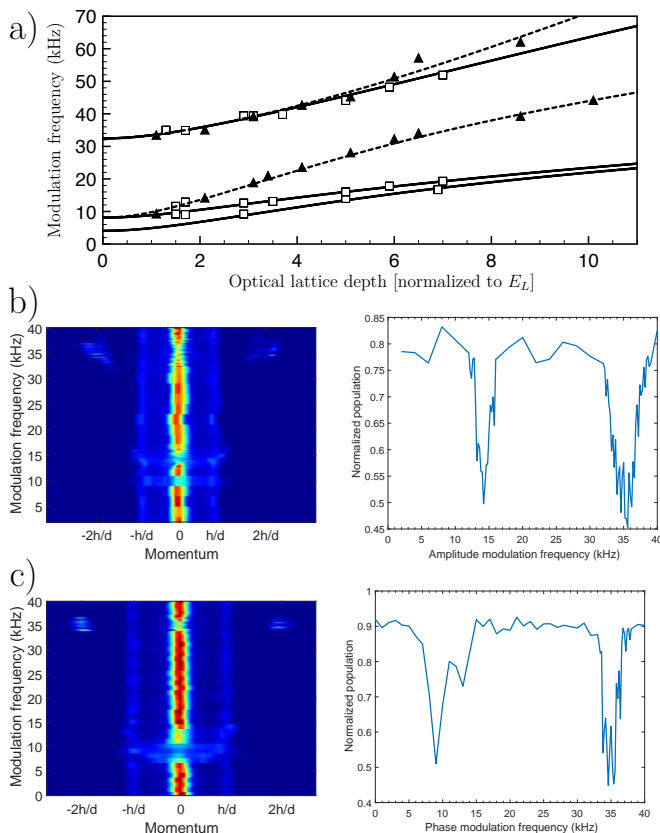 a)
Modulation frequency (kHz)
70
60
50
40
30
20
10
0
0 2 4 6 8 10
Optical lattice depth [normalized to E_L]
b)
Modulation frequency (kHz)
40
35
30
25
20
15
10
5
-2h/d -h/d 0 h/d 2h/d
Momentum
Normalized population
0.85
0.8
0.75
0.7
0.65
0.6
0.55
0.5
0.45
0 5 10 15 20 25 30 35 40
Amplitude modulation frequency (kHz)
c)
Modulation frequency (kHz)
40
35
30
25
20
15
10
5
0
-2h/d -h/d 0 h/d 2h/d
Momentum
Normalized population
1
0.9
0.8
0.7
0.6
0.5
0.4
0 5 10 15 20 25 30 35 40
Phase modulation frequency (kHz)